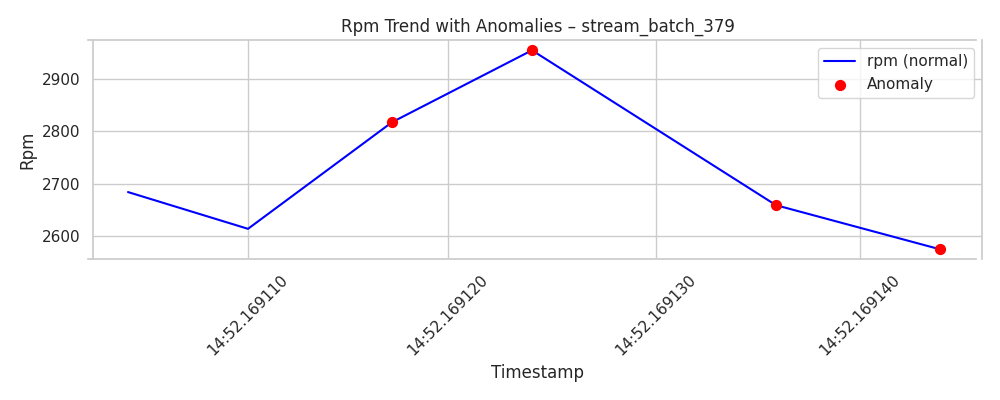 Rpm Trend with Anomalies – stream_batch_379
rpm (normal)
Anomaly
Rpm
2900
2800
2700
2600
14:52.169110
14:52.169120
14:52.169130
14:52.169140
Timestamp